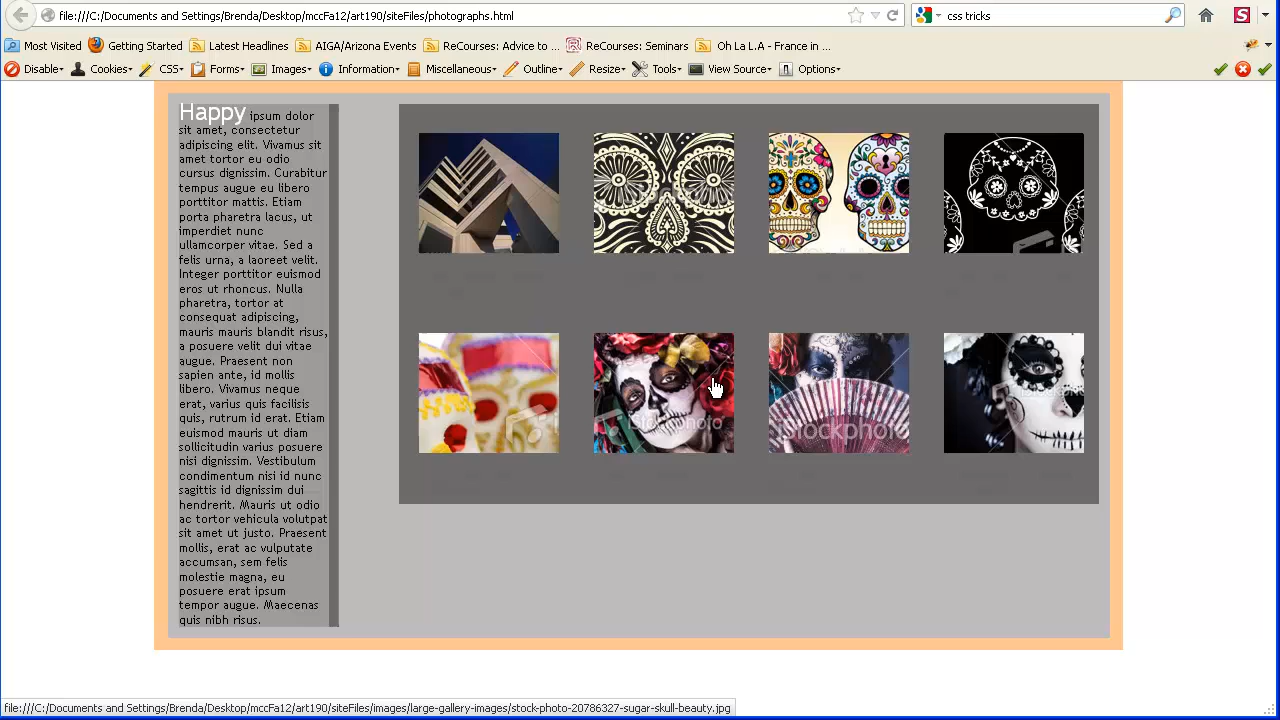 file:///C:/Documents and Settings/Brenda/Desktop/mccFa12/art190/siteFiles/photographs.html
css tricks
Most Visited Getting Started Latest Headlines AIGA/Arizona Events ReCourses: Advice to ... ReCourses: Seminars Oh La L.A - France in ...
Disable Cookies CSS Forms Images Information Miscellaneous Outline Resize Tools View Source Options
Happy ipsum dolor
sit amet, consectetur
adipiscing elit. Vivamus sit
amet tortor eu odio
cursus dignissim. Curabitur
tempus augue eu libero
porttitor mattis. Etiam
porta pharetra lacus, ut
imperdiet nunc
ullamcorper vitae. Sed a
felis urna, a laoreet velit.
Integer porttitor euismod
eros ut rhoncus. Nulla
pharetra, tortor at
consequat adipiscing,
mauris mauris blandit risus,
a posuere velit dui vitae
augue. Praesent non
sapien ante, id mollis
libero. Vivamus neque
erat, varius quis facilisis
quis, rutrum id erat. Etiam
euismod mauris ut diam
sollicitudin varius posuere
nisi dignissim. Vestibulum
condimentum nisi id nunc
sagittis id dignissim dui
hendrerit. Mauris ut odio
ac tortor vehicula volutpat
sit amet ut justo. Praesent
mollis, erat ac vulputate
accumsan, sem felis
molestie magna, eu
posuere erat ipsum
tempor augue. Maecenas
quis nibh risus.
iStockphoto
iStockphoto
file:///C:/Documents and Settings/Brenda/Desktop/mccFa12/art190/siteFiles/images/large-gallery-images/stock-photo-20786327-sugar-skull-beauty.jpg